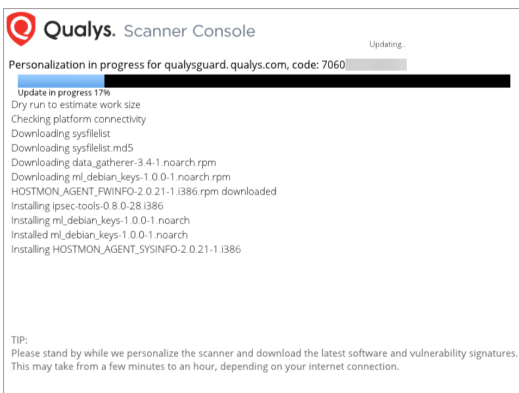 Qualys. Scanner Console
Updating..
Personalization in progress for qualysguard.qualys.com, code: 7060
Update in progress 17%
Dry run to estimate work size
Checking platform connectivity
Downloading sysfilelist
Downloading sysfilelist.md5
Downloading data_gatherer-3.4-1.noarch.rpm
Downloading ml_debian_keys-1.0.0-1.noarch.rpm
HOSTMON_AGENT_FWINFO-2.0.21-1.i386.rpm downloaded
Installing ipsec-tools-0.8.0-28.i386
Installing ml_debian_keys-1.0.0-1.noarch
Installed ml_debian_keys-1.0.0-1.noarch
Installing HOSTMON_AGENT_SYSINFO-2.0.21-1.i386
TIP:
Please stand by while we personalize the scanner and download the latest software and vulnerability signatures.
This may take from a few minutes to an hour, depending on your internet connection.